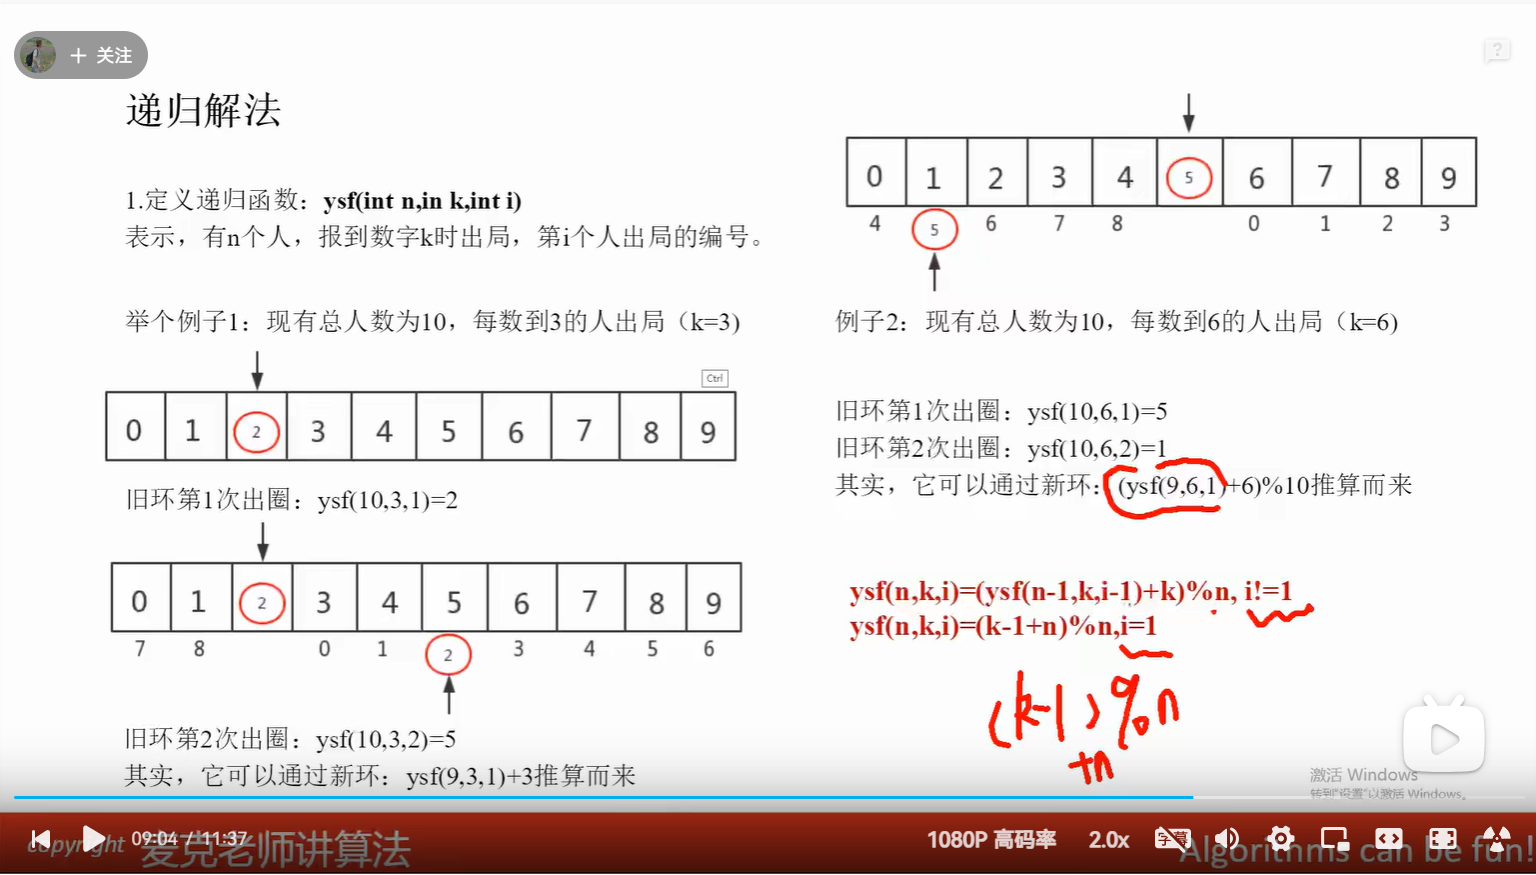 + 关注
递归解法
1.定义递归函数：ysf(int n,in k,int i)
表示，有n个人，报到数字k时出局，第i个人出局的编号。
举个例子1：现有总人数为10，每数到3的人出局（k=3)
Ctrl
0 1 2 3 4 5 6 7 8 9
旧环第1次出圈：ysf(10,3,1)=2
0 1 2 3 4 5 6 7 8 9
7 8 0 1 2 3 4 5 6
旧环第2次出圈：ysf(10,3,2)=5
其实，它可以通过新环：ysf(9,3,1)+3推算而来
0 1 2 3 4 5 6 7 8 9
4 5 6 7 8 0 1 2 3
例子2：现有总人数为10，每数到6的人出局（k=6)
旧环第1次出圈：ysf(10,6,1)=5
旧环第2次出圈：ysf(10,6,2)=1
其实，它可以通过新环：(ysf(9,6,1)+6)%10推算而来
ysf(n,k,i)=(ysf(n-1,k,i-1)+k)%n, i!=1
ysf(n,k,i)=(k-1+n)%n,i=1
(k-1)%n
+n
激活 Windows
转到"设置"以激活 Windows。
copyright 麦克老师讲算法
09:04 / 11:37
1080P 高码率
2.0x
字幕
Algorithms can be fun!